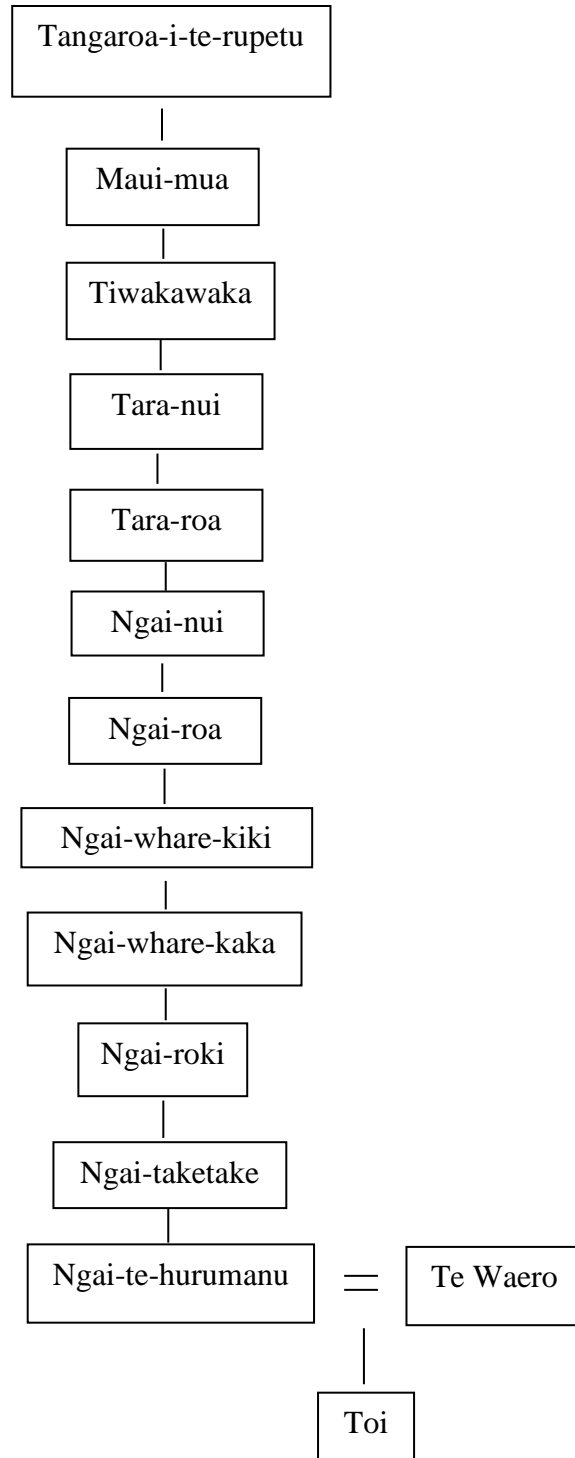 Tangaroa-i-te-rupetu
Maui-mua
Tiwakawaka
Tara-nui
Tara-roa
Ngai-nui
Ngai-roa
Ngai-whare-kiki
Ngai-whare-kaka
Ngai-roki
Ngai-taketake
Ngai-te-hurumanu = Te Waero
Toi